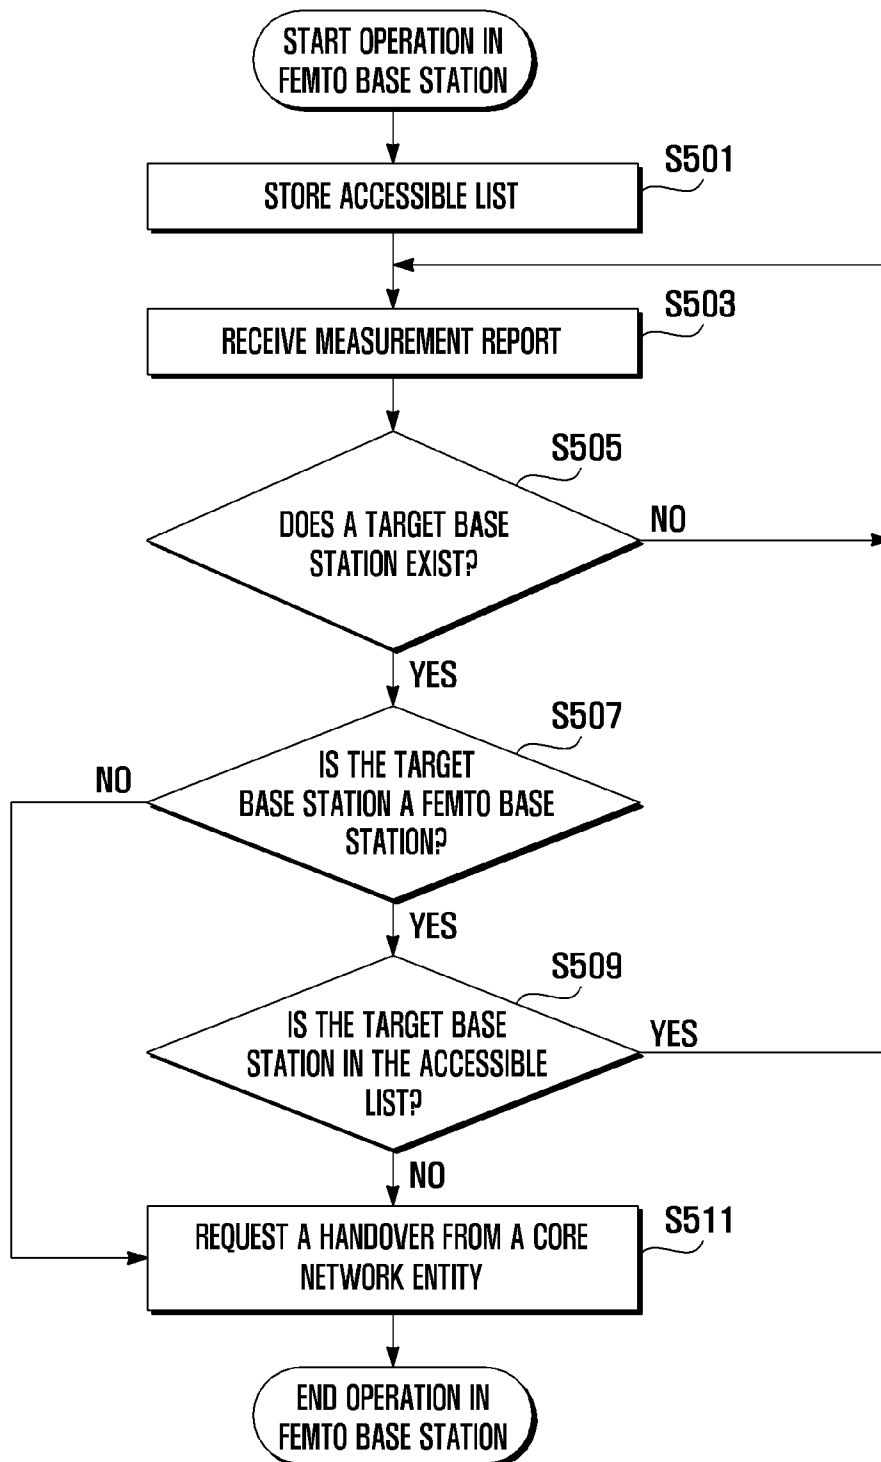 START OPERATION IN
FEMTO BASE STATION
S501
STORE ACCESSIBLE LIST
S503
RECEIVE MEASUREMENT REPORT
S505
DOES A TARGET BASE
STATION EXIST?
NO
YES
S507
IS THE TARGET
BASE STATION A FEMTO BASE
STATION?
NO
YES
S509
IS THE TARGET BASE
STATION IN THE ACCESSIBLE
LIST?
YES
NO
S511
REQUEST A HANDOVER FROM A CORE
NETWORK ENTITY
END OPERATION IN
FEMTO BASE STATION